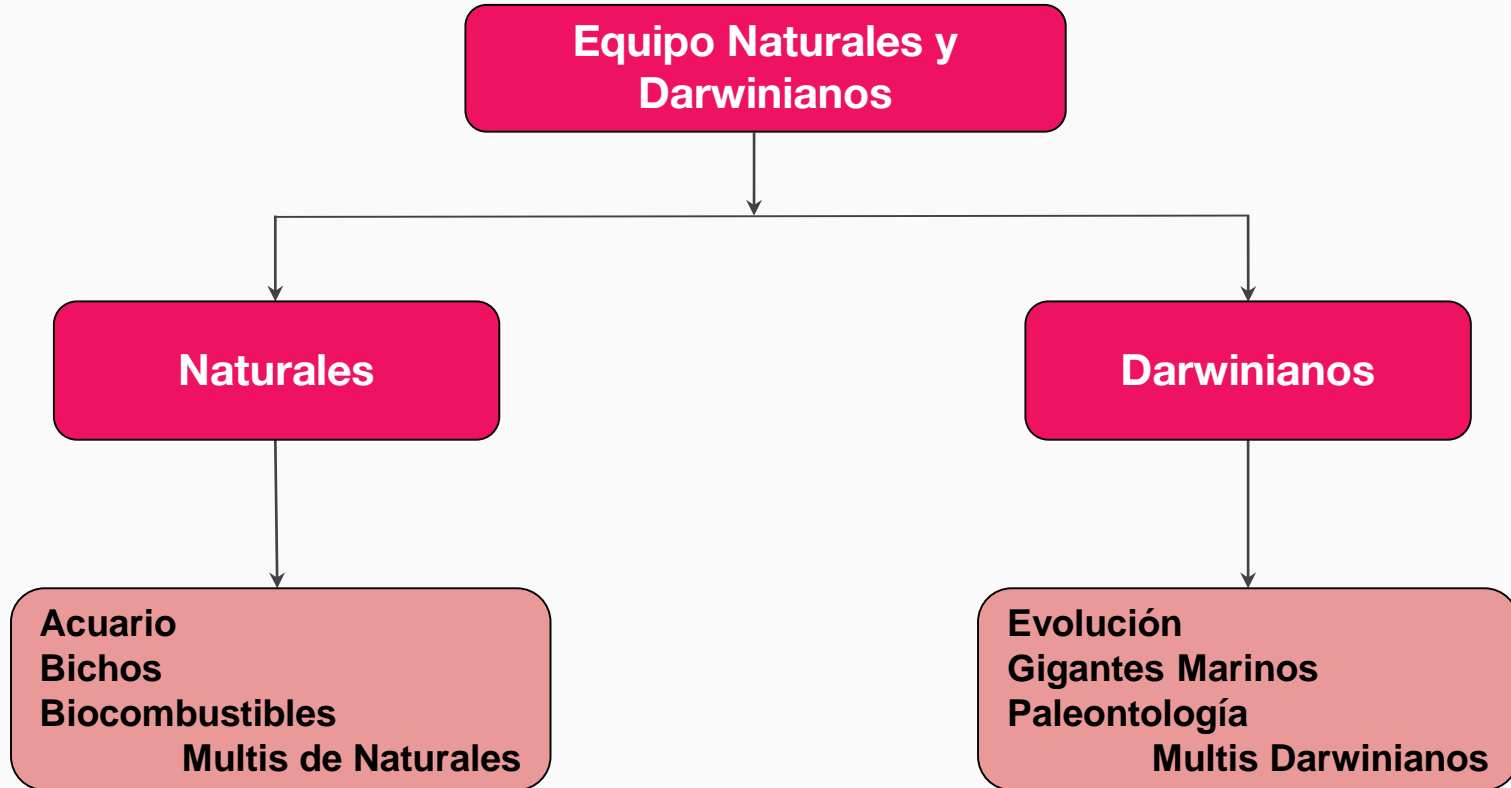 Equipo Naturales y
Darwinianos
Naturales
Darwinianos
Acuario
Bichos
Biocombustibles
Multis de Naturales
Evolución
Gigantes Marinos
Paleontología
Multis Darwinianos